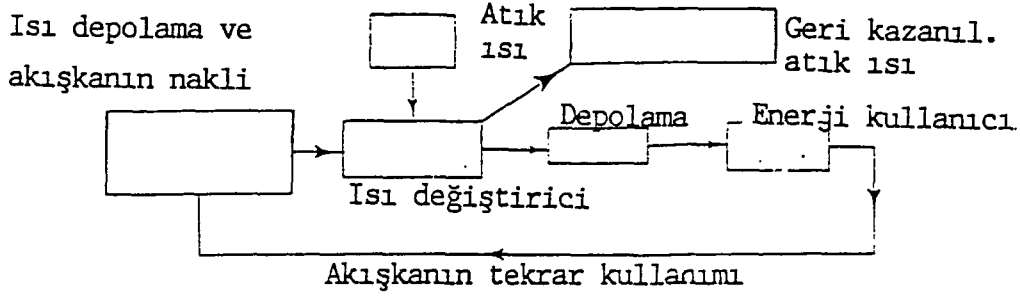 Isı depolama ve
akışkanın nakli
Atık
ısı
Geri kazanıl.
atık ısı
Depolama
Enerji kullanıcı
Isı değiştirici
Akışkanın tekrar kullanımı